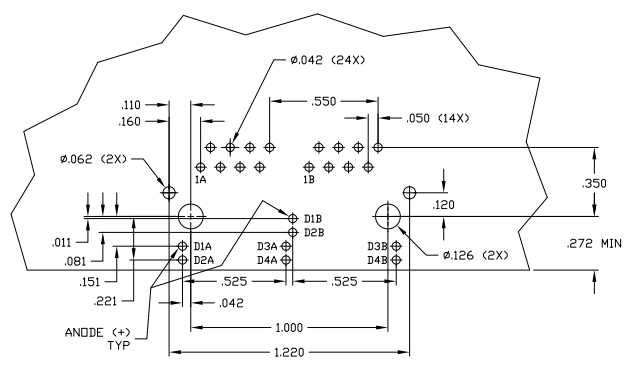 Ø.042 (24X)
.110
.550
.160
.050 (14X)
Ø.062 (2X)
1A
1B
.350
.120
D1B
.011
D2B
.272 MIN
D1A
D3A
D3B
Ø.126 (2X)
.081
D2A
D4A
D4B
.151
.525
.525
.221
.042
ANODE (+)
TYP
1.000
1.220